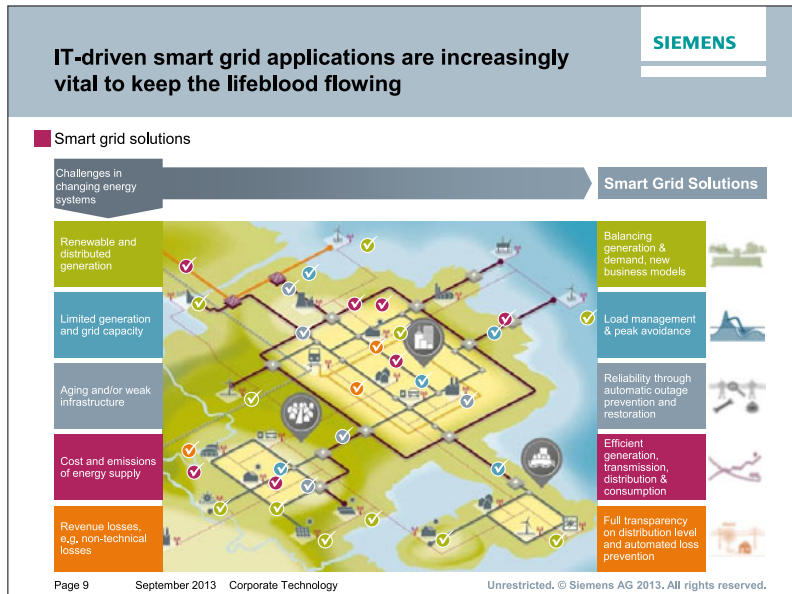 SIEMENS
IT-driven smart grid applications are increasingly
vital to keep the lifeblood flowing
Smart grid solutions
Challenges in
changing energy
systems
Smart Grid Solutions
Renewable and
distributed
generation
Balancing
generation &
demand, new
business models
Limited generation
and grid capacity
Load management
& peak avoidance
Aging and/or weak
infrastructure
Reliability through
automatic outage
prevention and
restoration
Cost and emissions
of energy supply
Efficient
generation,
transmission,
distribution &
consumption
Revenue losses,
e.g. non-technical
losses
Full transparency
on distribution level
and automated loss
prevention
Page 9 September 2013 Corporate Technology Unrestricted. © Siemens AG 2013. All rights reserved.